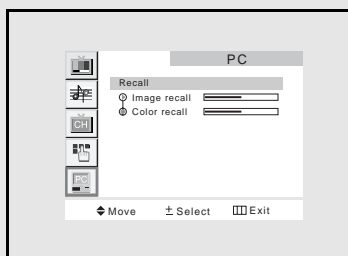 PC
Recall
Image recall
Color recall
CH
PC
Move ± Select Exit